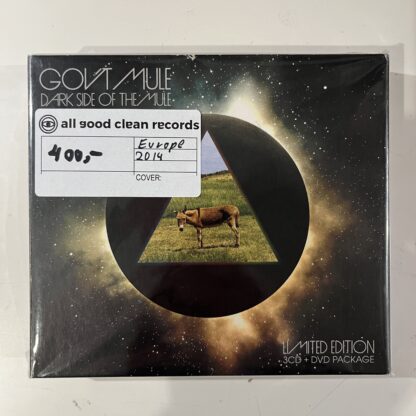 GOV'T MULE
DARK SIDE OF THE MULE
all good clean records
400,-
Europe
2014
COVER:
LIMITED EDITION
3CD + DVD PACKAGE